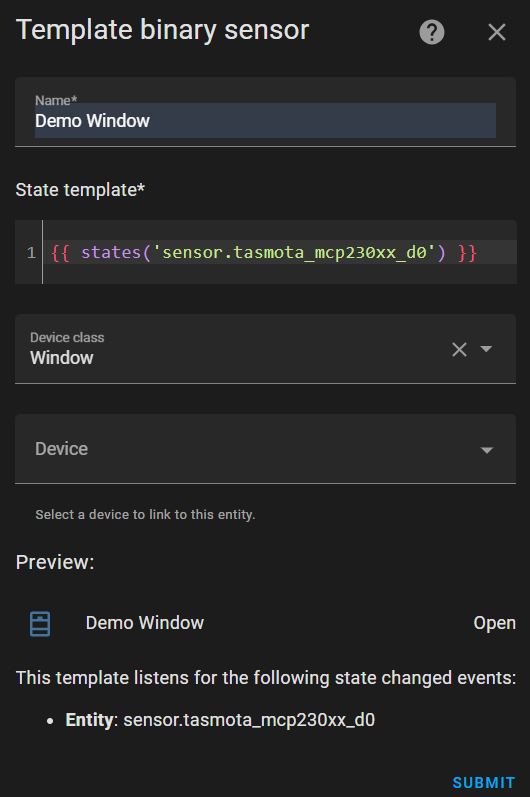 Template binary sensor
Name*
Demo Window
State template*
1 {{ states('sensor.tasmota_mcp230xx_d0') }}
Device class
Window
Device
Select a device to link to this entity.
Preview:
Demo Window Open
This template listens for the following state changed events:
• Entity: sensor.tasmota_mcp230xx_d0
SUBMIT